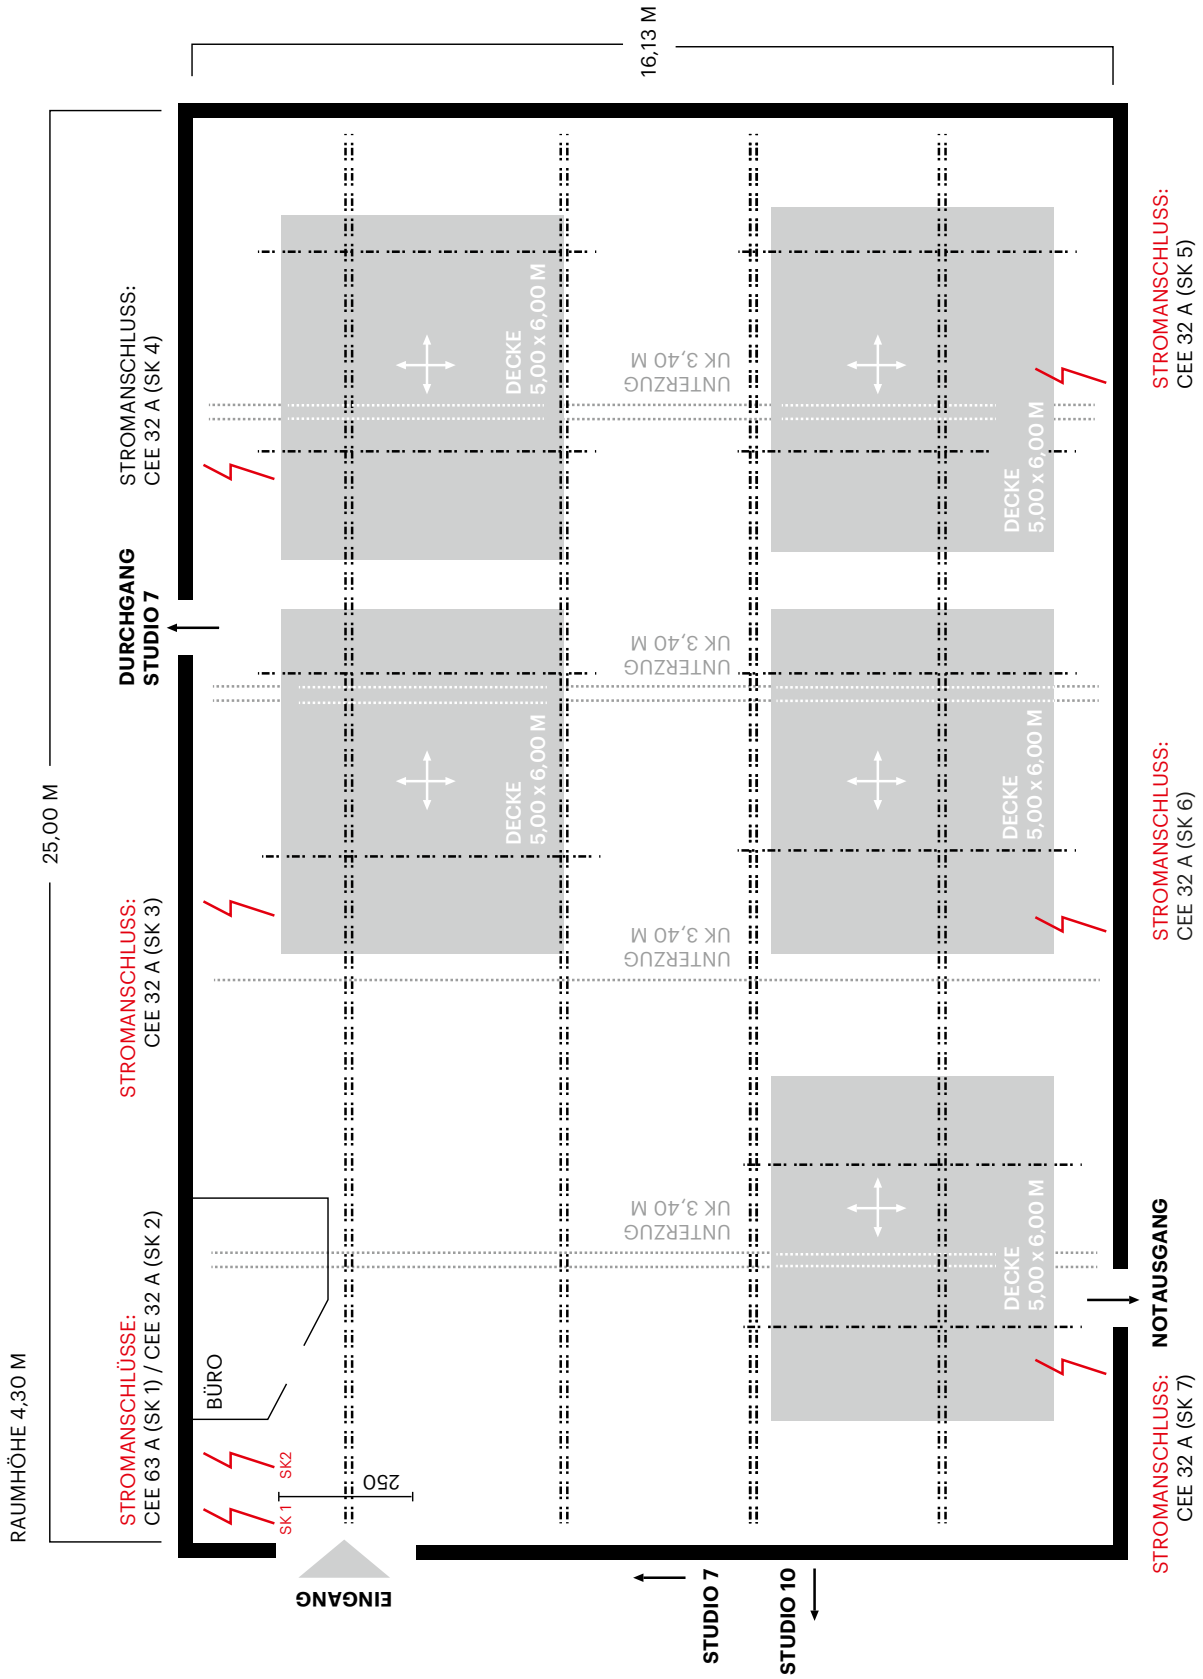 RAUMHÖHE 4,30 M
25,00 M
16,13 M
STROMANSCHLÜSSE:
CEE 63 A (SK 1) / CEE 32 A (SK 2)
STROMANSCHLUSS:
CEE 32 A (SK 3)
DURCHGANG
STUDIO 7
STROMANSCHLUSS:
CEE 32 A (SK 4)
SK 1
SK2
BÜRO
250
EINGANG
DECKE
5,00 x 6,00 M
DECKE
5,00 x 6,00 M
UNTERZUG
UK 3,40 M
UNTERZUG
UK 3,40 M
UNTERZUG
UK 3,40 M
UNTERZUG
UK 3,40 M
DECKE
5,00 x 6,00 M
DECKE
5,00 x 6,00 M
DECKE
5,00 x 6,00 M
STUDIO 7
STUDIO 10
STROMANSCHLUSS:
CEE 32 A (SK 7)
NOTAUSGANG
STROMANSCHLUSS:
CEE 32 A (SK 6)
STROMANSCHLUSS:
CEE 32 A (SK 5)